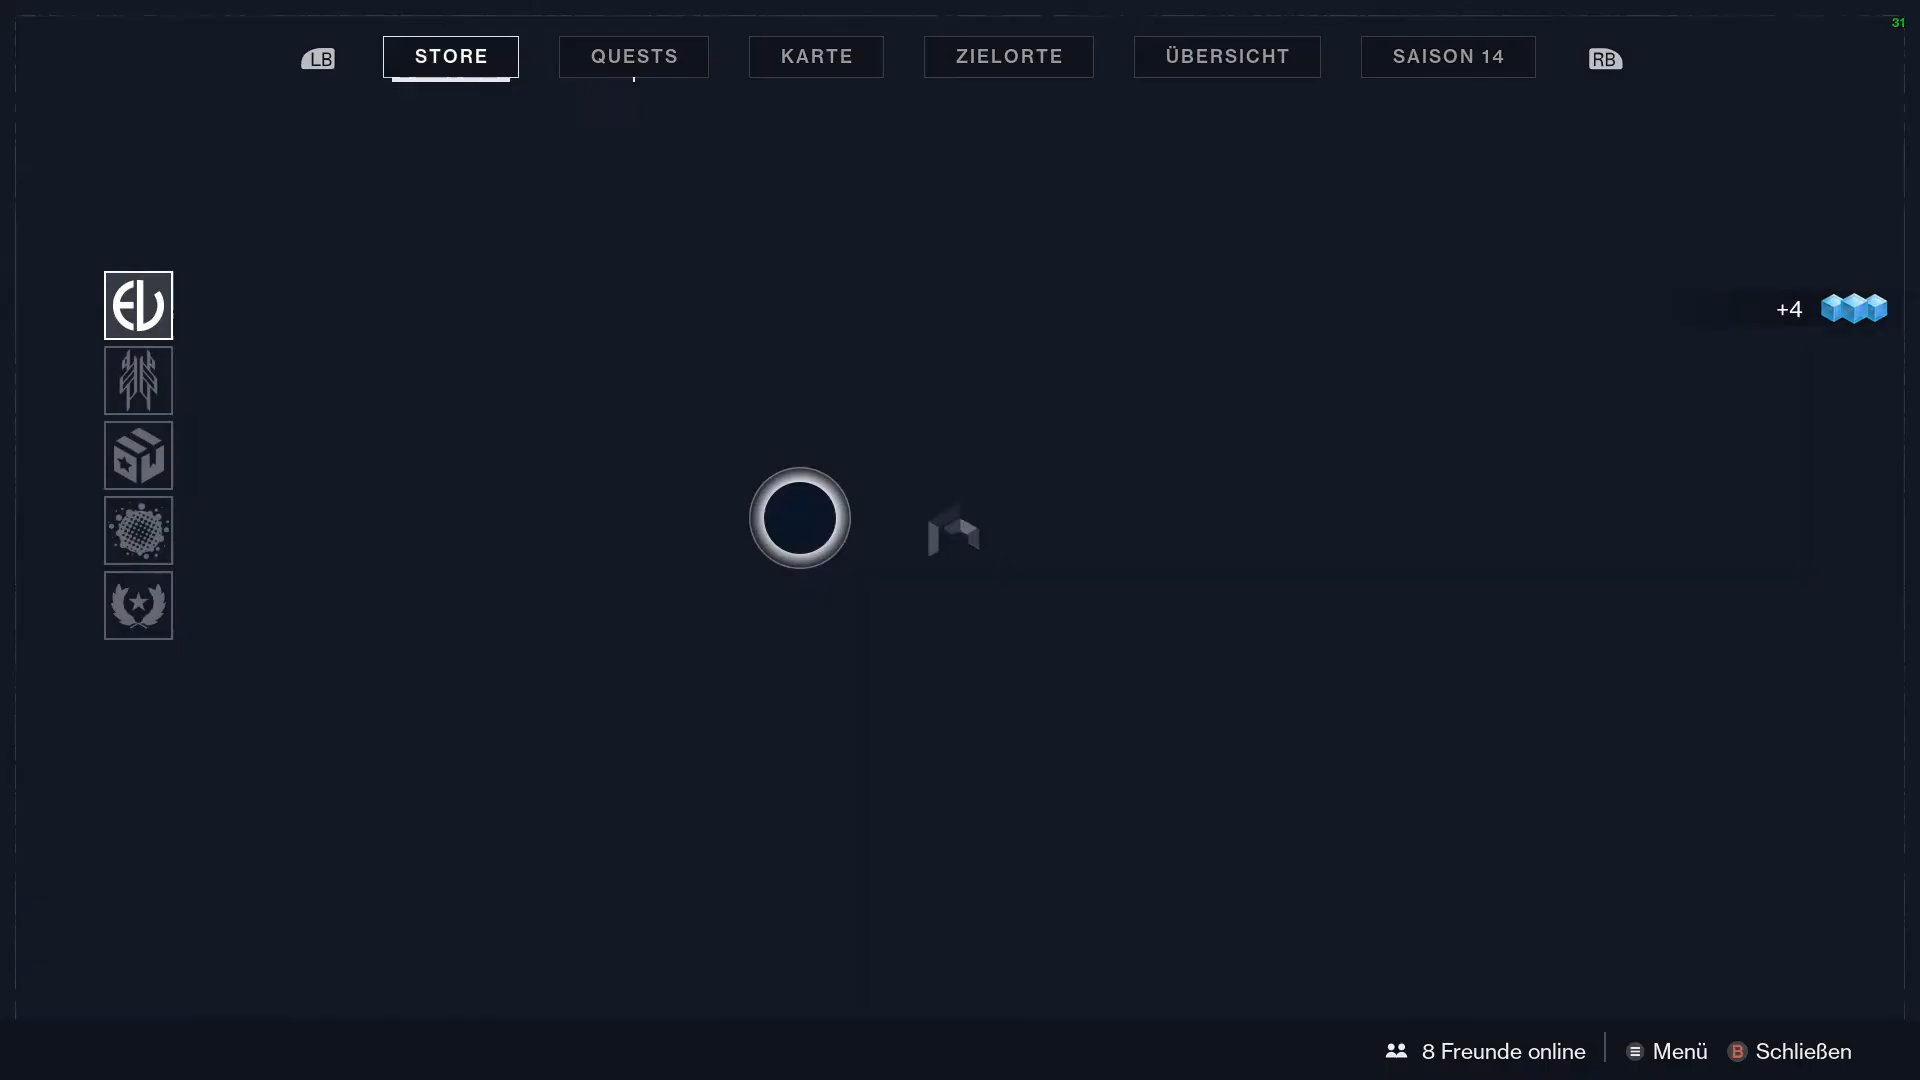 31
LB STORE QUESTS KARTE ZIELORTE ÜBERSICHT SAISON 14 RB
+4
8 Freunde online Menü B Schließen